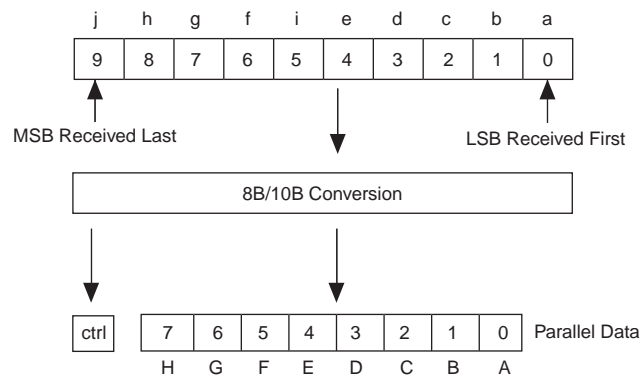 j h g f i e d c b a
9 8 7 6 5 4 3 2 1 0
MSB Received Last LSB Received First
8B/10B Conversion
ctrl 7 6 5 4 3 2 1 0 Parallel Data
H G F E D C B A